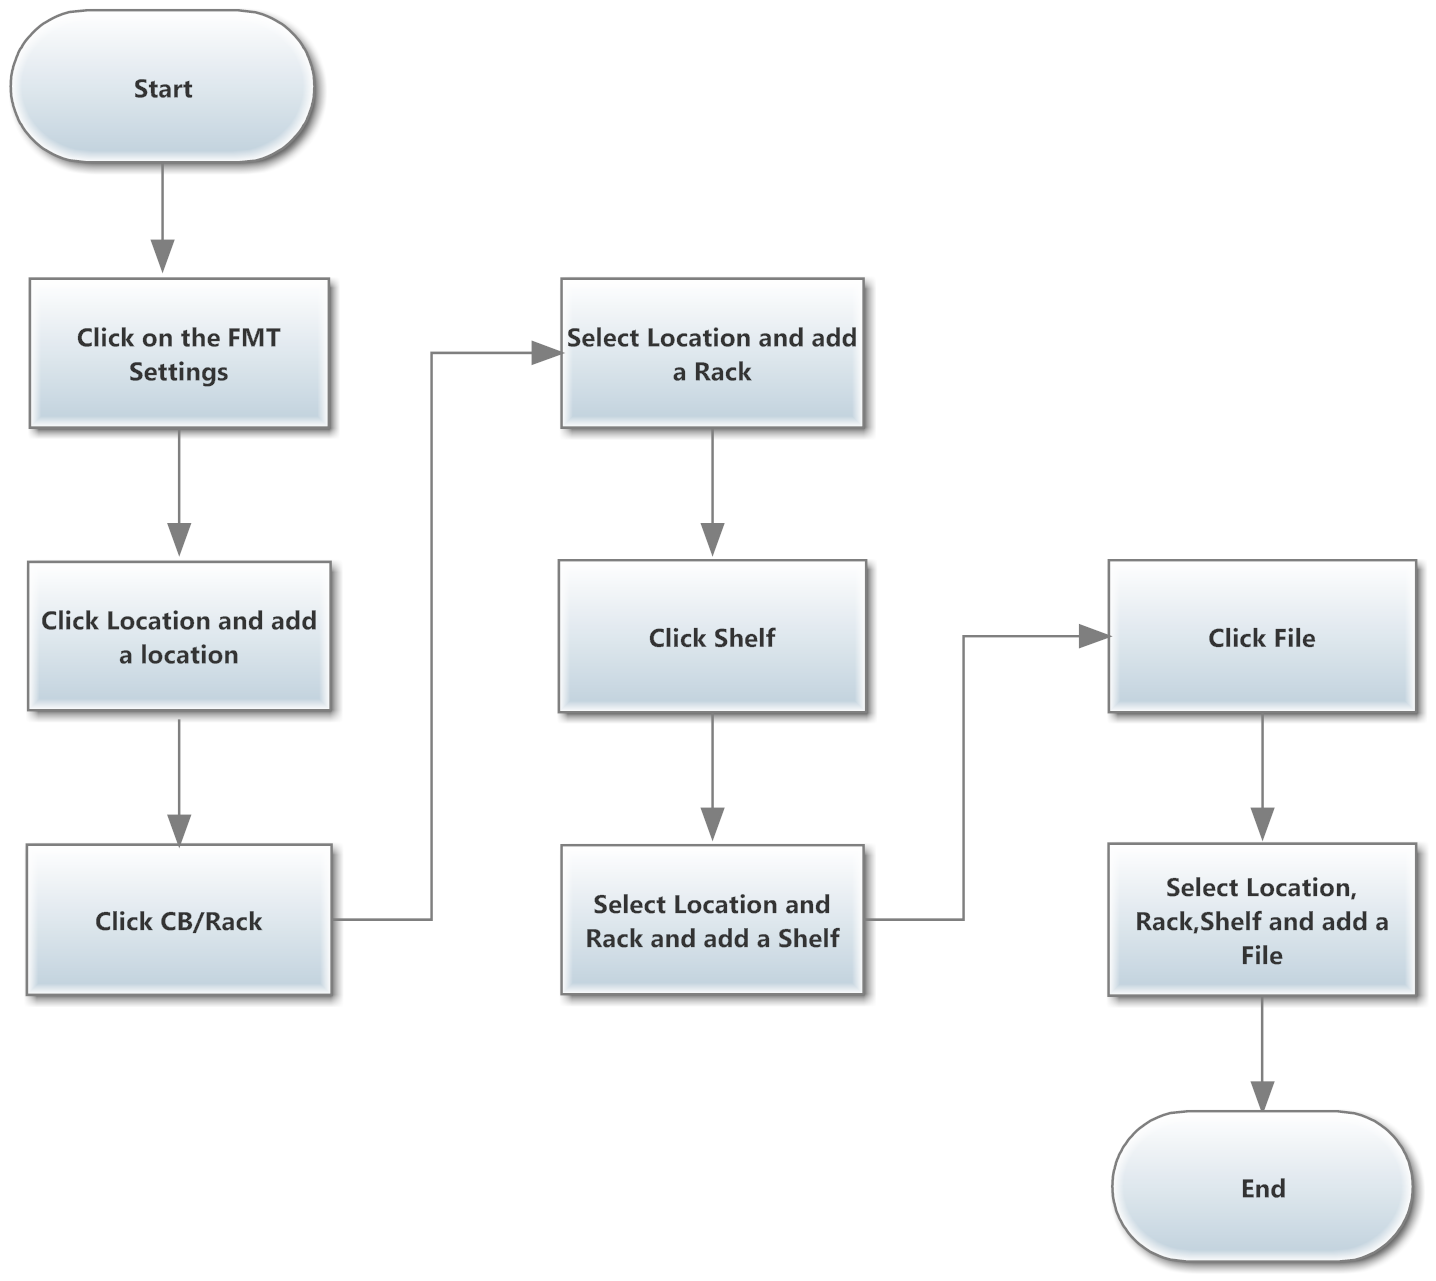 Start
Click on the FMT
Settings
Click Location and add
a location
Click CB/Rack
Select Location and add
a Rack
Click Shelf
Select Location and
Rack and add a Shelf
Click File
Select Location,
Rack,Shelf and add a
File
End